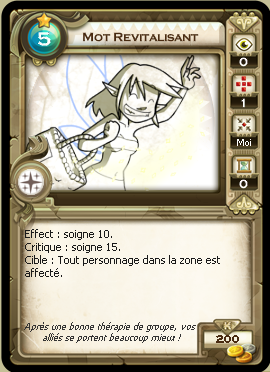 5
Mot Revitalisant
0
1
Moi
0
Effect : soigne 10.
Critique : soigne 15.
Cible : Tout personnage dans la zone est
affecté.
Après une bonne thérapie de groupe, vos
alliés se portent beaucoup mieux !
K
200